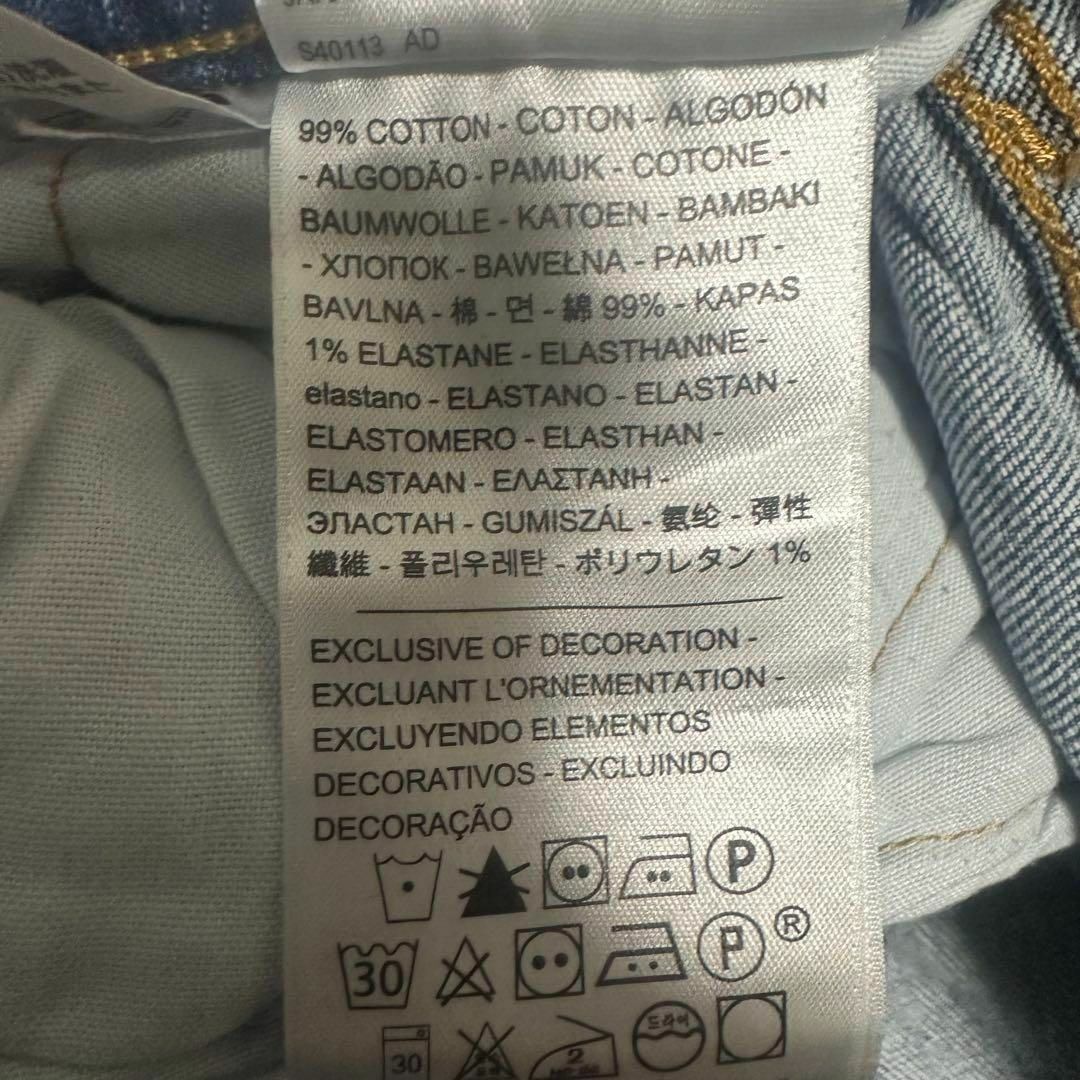 S40113 AD
99% COTTON - COTON - ALGODÓN
- ALGODÃO - PAMUK - COTONE -
BAUMWOLLE - KATOEN - BAMBAKI
- ХЛОПОК - BAWEŁNA - PAMUT -
BAVLNA - 棉 - 면 - 綿 99% - KAPAS
1% ELASTANE - ELASTHANNE -
elastano - ELASTANO - ELASTAN -
ELASTOMERO - ELASTHAN -
ELASTAAN - ΕΛΑΣΤΑΝΗ -
ЭЛАСТАН - GUMISZÁL - 氨纶 - 彈性
纖維 - 폴리우레탄 - ポリウレタン 1%
EXCLUSIVE OF DECORATION -
EXCLUANT L'ORNEMENTATION -
EXCLUYENDO ELEMENTOS
DECORATIVOS - EXCLUINDO
DECORAÇÃO
P
30 P ®
30 2 드라이